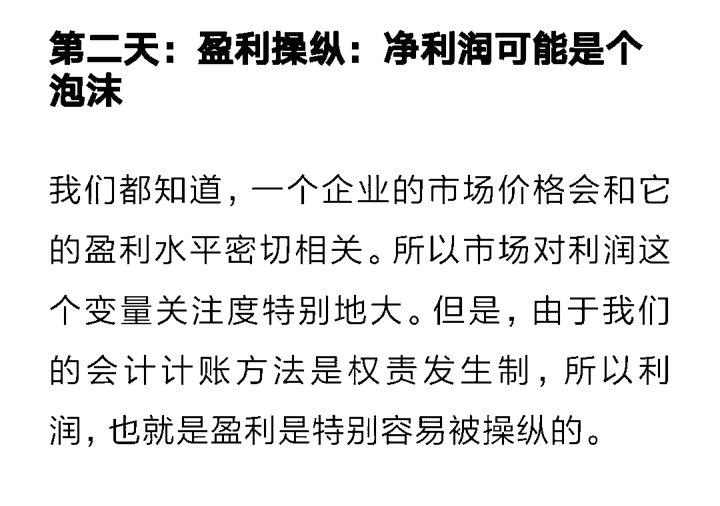 第二天：盈利操纵：净利润可能是个
泡沫
我们都知道，一个企业的市场价格会和它
的盈利水平密切相关。所以市场对利润这
个变量关注度特别地大。但是，由于我们
的会计计账方法是权责发生制，所以利
润，也就是盈利是特别容易被操纵的。